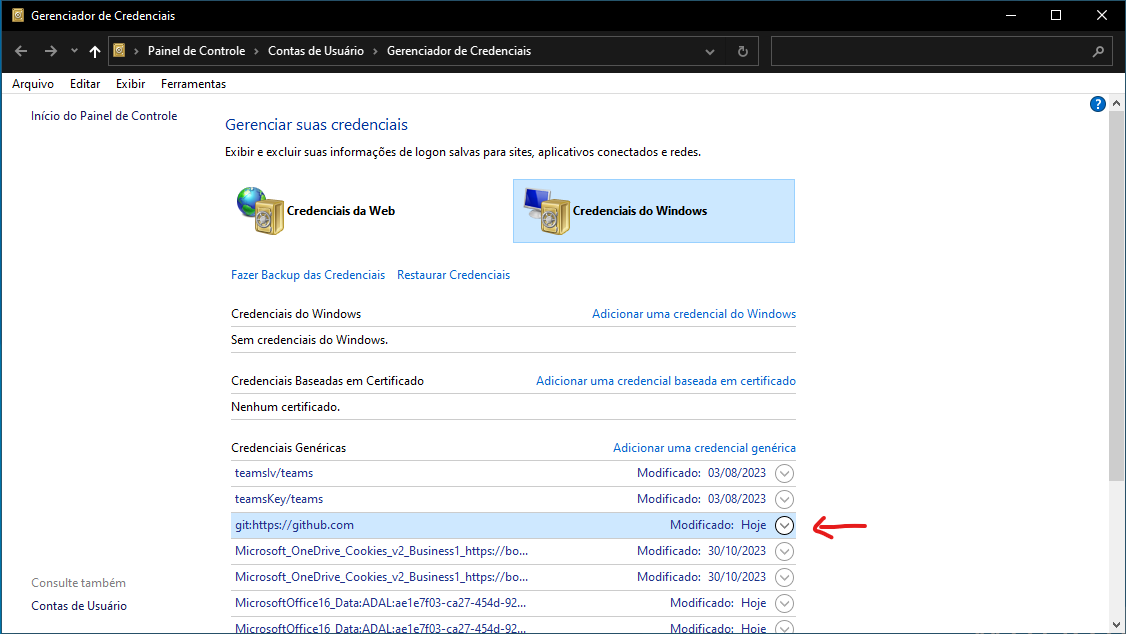 Gerenciador de Credenciais
Painel de Controle > Contas de Usuário > Gerenciador de Credenciais
Arquivo Editar Exibir Ferramentas
Início do Painel de Controle
Gerenciar suas credenciais
Exibir e excluir suas informações de logon salvas para sites, aplicativos conectados e redes.
Credenciais da Web
Credenciais do Windows
Fazer Backup das Credenciais Restaurar Credenciais
Credenciais do Windows Adicionar uma credencial do Windows
Sem credenciais do Windows.
Credenciais Baseadas em Certificado Adicionar uma credencial baseada em certificado
Nenhum certificado.
Credenciais Genéricas Adicionar uma credencial genérica
teamslv/teams Modificado: 03/08/2023
teamsKey/teams Modificado: 03/08/2023
git:https://github.com Modificado: Hoje
Microsoft_OneDrive_Cookies_v2_Business1_https://bo... Modificado: 30/10/2023
Microsoft_OneDrive_Cookies_v2_Business1_https://bo... Modificado: 30/10/2023
MicrosoftOffice16_Data:ADAL:ae1e7f03-ca27-454d-92... Modificado: Hoje
MicrosoftOffice16_Data:ADAL:ae1e7f03-ca27-454d-92... Modificado: Hoje
Consulte também
Contas de Usuário